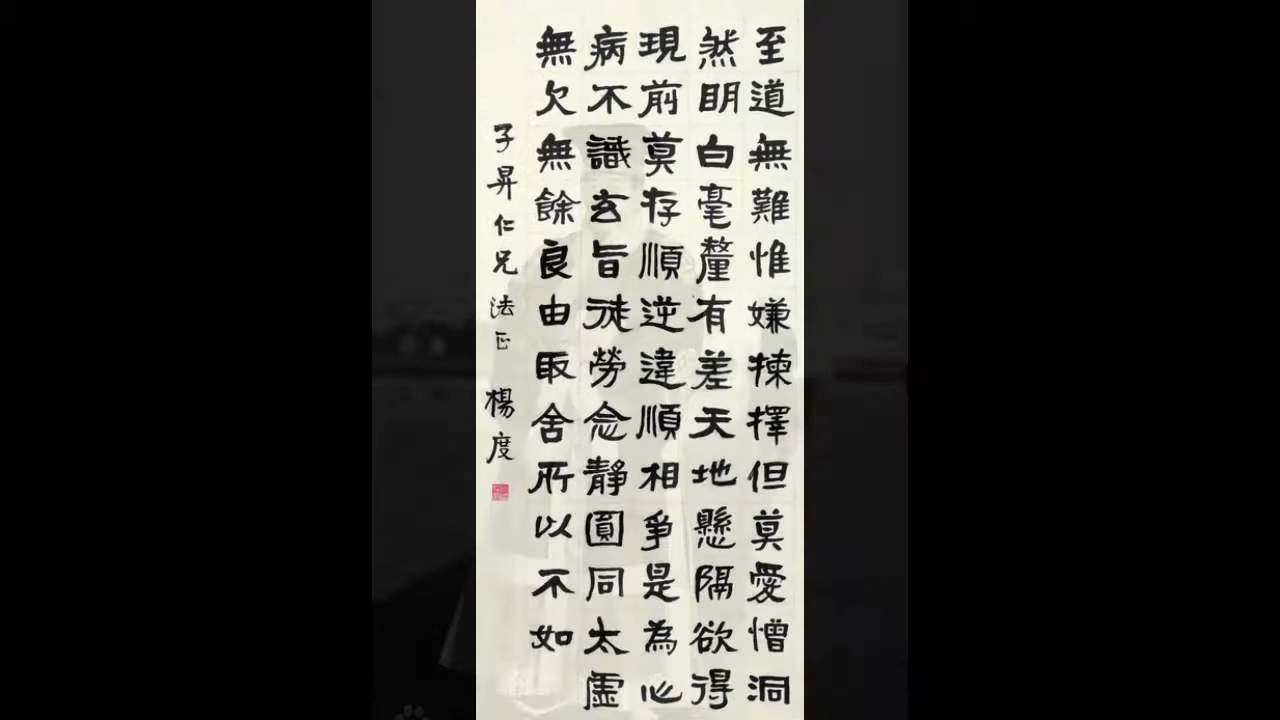 至道無難惟嫌揀擇但莫愛憎洞
然明白毫釐有差天地懸隔欲得
現前莫存順逆違順相爭是為心
病不識玄旨徒勞念靜圓同太虛
無欠無餘良由取舍所以不如
子昇仁兄法正 楊度